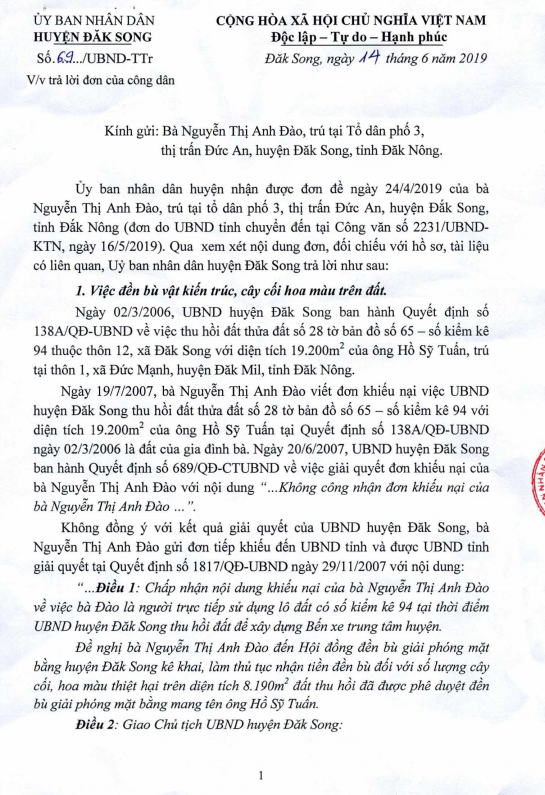 ỦY BAN NHÂN DÂN
HUYỆN ĐĂK SONG
Số.69.../UBND-TTr
V/v trả lời đơn của công dân
CỘNG HÒA XÃ HỘI CHỦ NGHĨA VIỆT NAM
Độc lập – Tự do – Hạnh phúc
Đăk Song, ngày 14 tháng 6 năm 2019
Kính gửi: Bà Nguyễn Thị Anh Đào, trú tại Tổ dân phố 3,
thị trấn Đức An, huyện Đăk Song, tỉnh Đăk Nông.
Ủy ban nhân dân huyện nhận được đơn đề ngày 24/4/2019 của bà
Nguyễn Thị Anh Đào, trú tại tổ dân phố 3, thị trấn Đức An, huyện Đắk Song,
tỉnh Đắk Nông (đơn do UBND tỉnh chuyển đến tại Công văn số 2231/UBND-
KTN, ngày 16/5/2019). Qua xem xét nội dung đơn, đối chiếu với hồ sơ, tài liệu
có liên quan, Uỷ ban nhân dân huyện Đăk Song trả lời như sau:
1. Việc đền bù vật kiến trúc, cây cối hoa màu trên đất.
Ngày 02/3/2006, UBND huyện Đăk Song ban hành Quyết định số
138A/QĐ-UBND về việc thu hồi đất thửa đất số 28 tờ bản đồ số 65 – số kiểm kê
94 thuộc thôn 12, xã Đăk Song với diện tích 19.200m² của ông Hồ Sỹ Tuấn, trú
tại thôn 1, xã Đức Mạnh, huyện Đăk Mil, tỉnh Đăk Nông.
Ngày 19/7/2007, bà Nguyễn Thị Anh Đào viết đơn khiếu nại việc UBND
huyện Đăk Song thu hồi đất thửa đất số 28 tờ bản đồ số 65 – số kiểm kê 94 với
diện tích 19.200m² của ông Hồ Sỹ Tuấn tại Quyết định số 138A/QĐ-UBND
ngày 02/3/2006 là đất của gia đình bà. Ngày 20/6/2007, UBND huyện Đăk Song
ban hành Quyết định số 689/QĐ-CTUBND về việc giải quyết đơn khiếu nại của
bà Nguyễn Thị Anh Đào với nội dung “...Không công nhận đơn khiếu nại của
bà Nguyễn Thị Anh Đào ...”.
Không đồng ý với kết quả giải quyết của UBND huyện Đăk Song, bà
Nguyễn Thị Anh Đào gửi đơn tiếp khiếu đến UBND tỉnh và được UBND tỉnh
giải quyết tại Quyết định số 1817/QĐ-UBND ngày 29/11/2007 với nội dung:
“...Điều 1: Chấp nhận nội dung khiếu nại của bà Nguyễn Thị Anh Đào
về việc bà Đào là người trực tiếp sử dụng lô đất có số kiểm kê 94 tại thời điểm
UBND huyện Đăk Song thu hồi đất để xây dựng Bến xe trung tâm huyện.
Đề nghị bà Nguyễn Thị Anh Đào đến Hội đồng đền bù giải phóng mặt
bằng huyện Đăk Song kê khai, làm thủ tục nhận tiền đền bù đối với số lượng cây
cối, hoa màu thiệt hại trên diện tích 8.190m² đất thu hồi đã được phê duyệt đền
bù giải phóng mặt bằng mang tên ông Hồ Sỹ Tuấn.
Điều 2: Giao Chủ tịch UBND huyện Đăk Song:
1